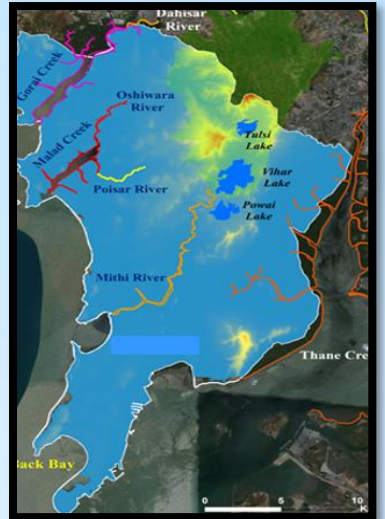 Dahisar
River
Gorai Creek
Oshiwara
River
Malad Creek
Tulsi
Lake
Poisar River
Vihar
Lake
Powai
Lake
Mithi River
Thane Cre
Back Bay
0 5 10
K